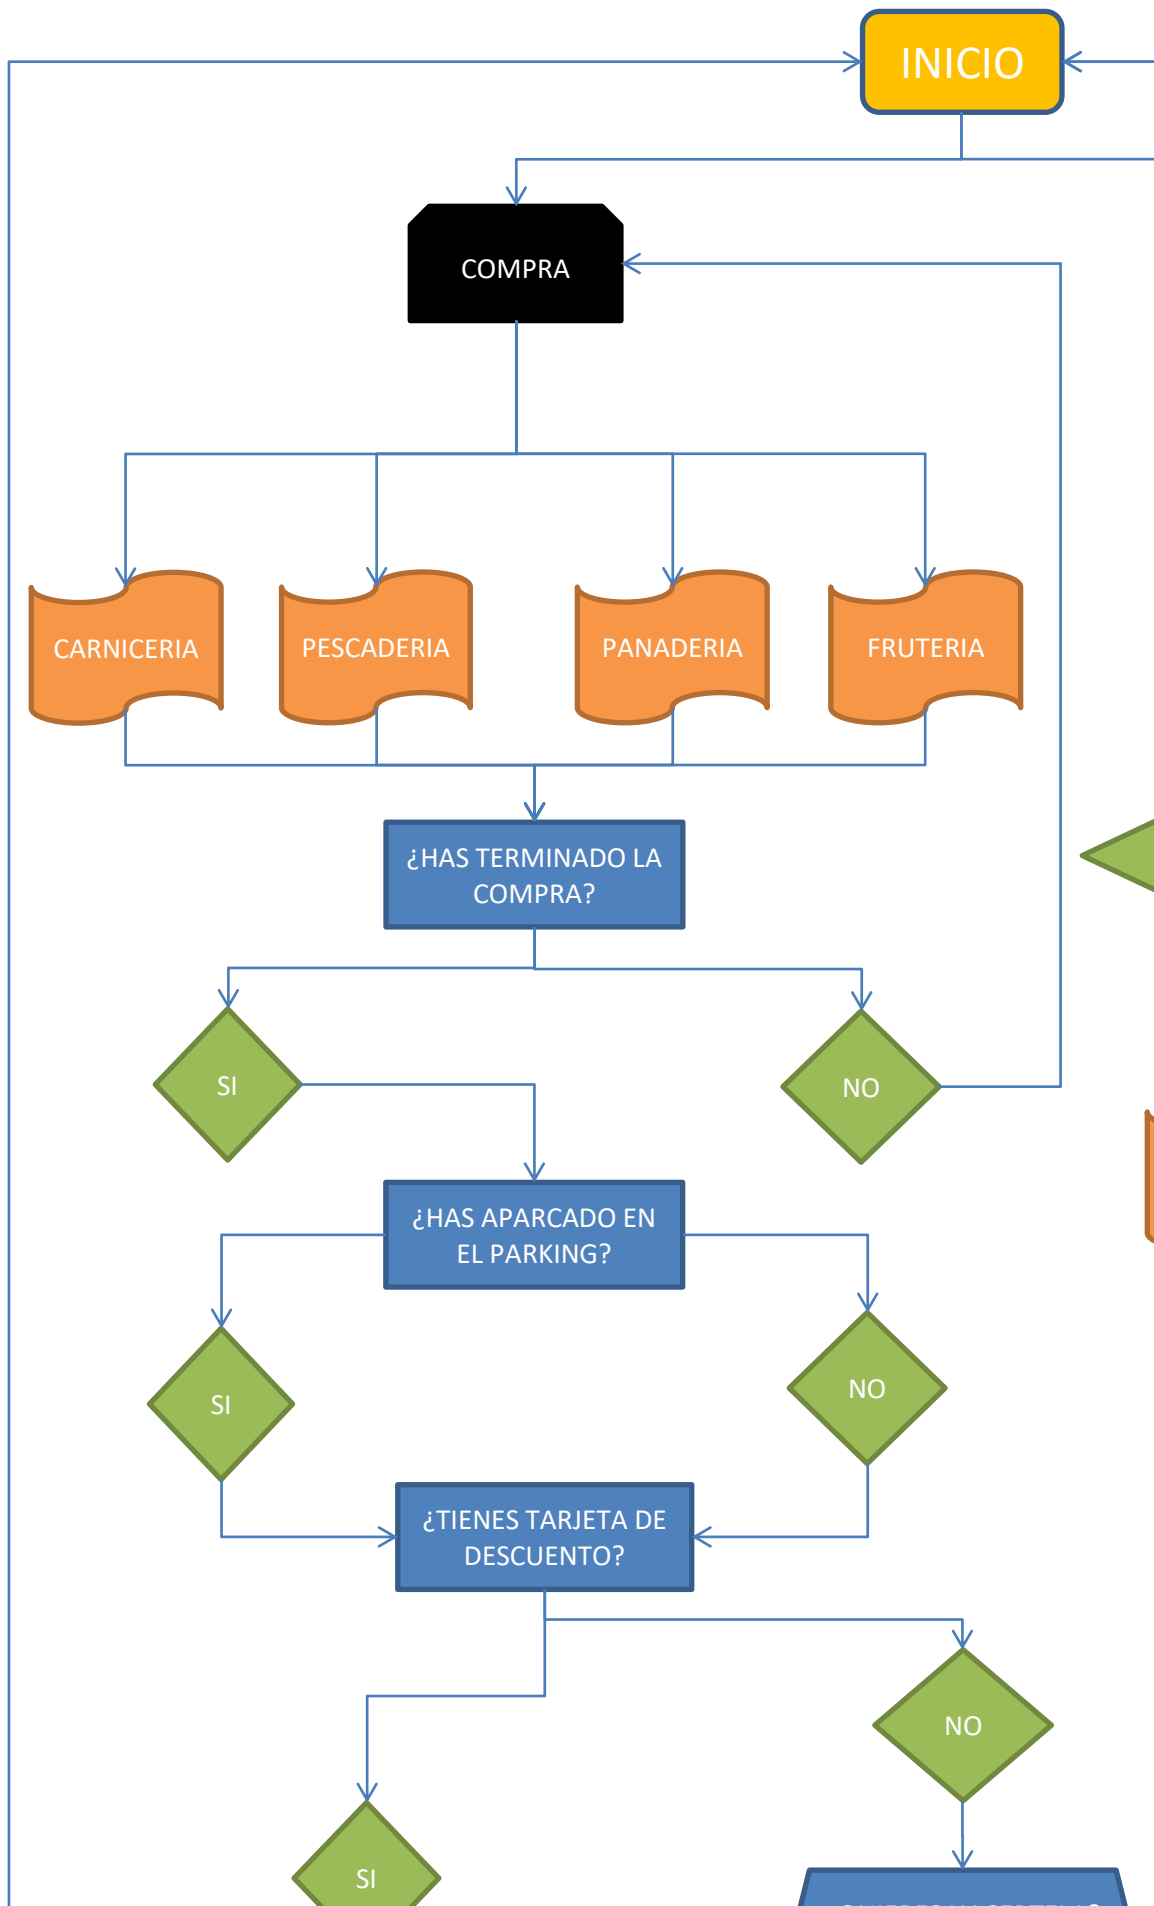 INICIO
COMPRA
CARNICERIA
PESCADERIA
PANADERIA
FRUTERIA
¿HAS TERMINADO LA
COMPRA?
SI
NO
¿HAS APARCADO EN
EL PARKING?
SI
NO
¿TIENES TARJETA DE
DESCUENTO?
NO
SI